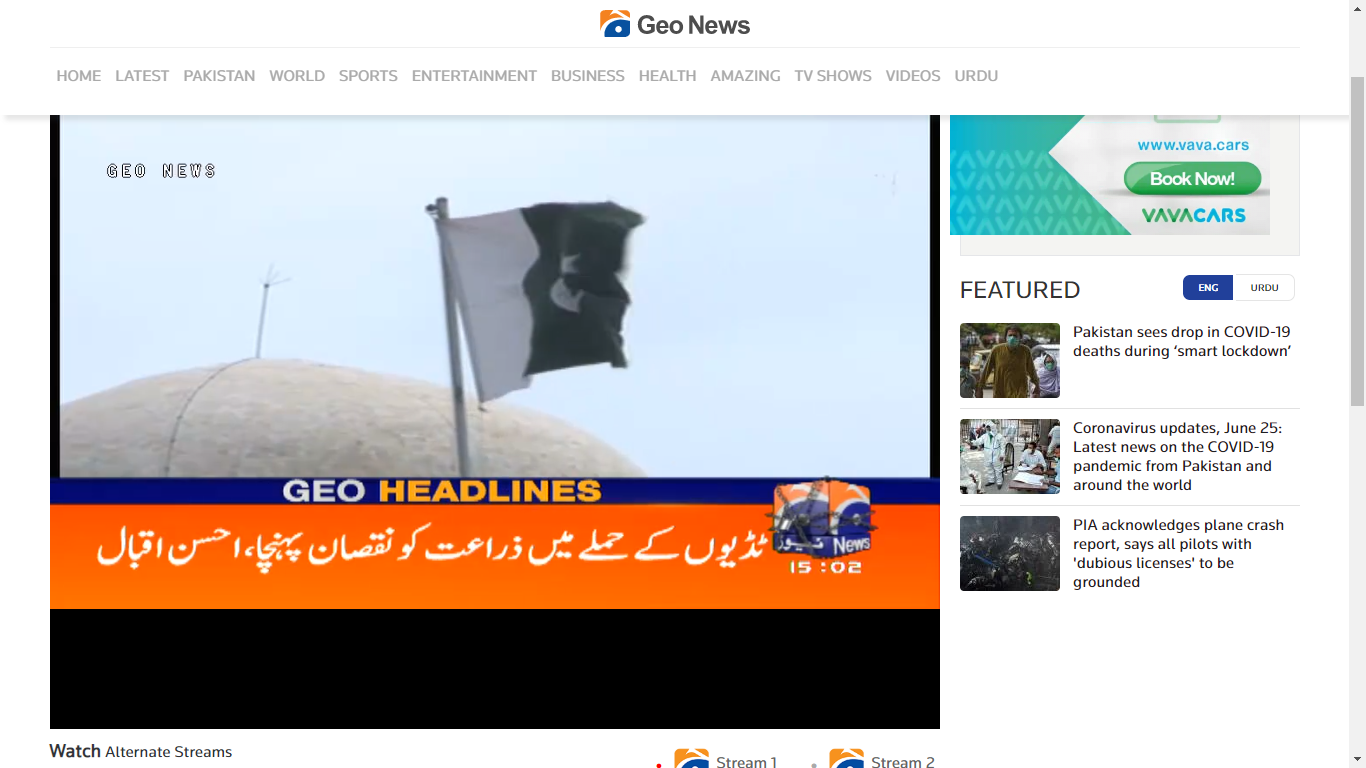 Geo News
HOME LATEST PAKISTAN WORLD SPORTS ENTERTAINMENT BUSINESS HEALTH AMAZING TV SHOWS VIDEOS URDU
GEO NEWS
GEO HEADLINES
ٹڈیوں کے حملے میں ذراعت کو نقصان پہنچا، احسن اقبال
نیوز News
15:02
www.vava.cars
Book Now!
VAVACARS
FEATURED
ENG URDU
Pakistan sees drop in COVID-19
deaths during ‘smart lockdown’
Coronavirus updates, June 25:
Latest news on the COVID-19
pandemic from Pakistan and
around the world
PIA acknowledges plane crash
report, says all pilots with
'dubious licenses' to be
grounded
Watch Alternate Streams
Stream 1 Stream 2